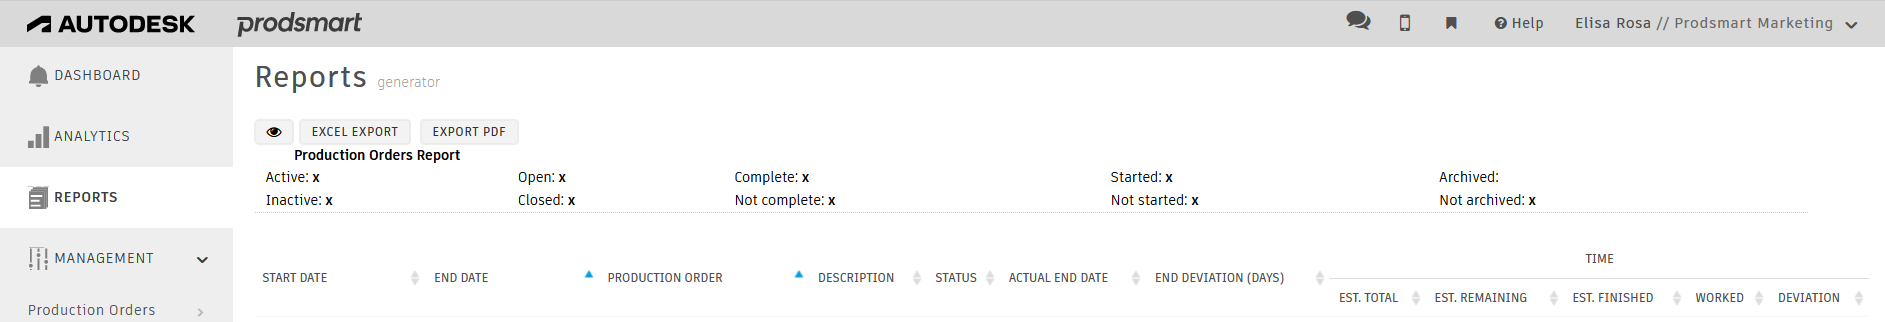 AUTODESK prodsmart Help Elisa Rosa // Prodsmart Marketing
DASHBOARD
ANALYTICS
REPORTS
MANAGEMENT
Production Orders
Reports generator
EXCEL EXPORT EXPORT PDF
Production Orders Report
Active: x Open: x Complete: x Started: x Archived:
Inactive: x Closed: x Not complete: x Not started: x Not archived: x
TIME
START DATE END DATE PRODUCTION ORDER DESCRIPTION STATUS ACTUAL END DATE END DEVIATION (DAYS)
EST. TOTAL EST. REMAINING EST. FINISHED WORKED DEVIATION